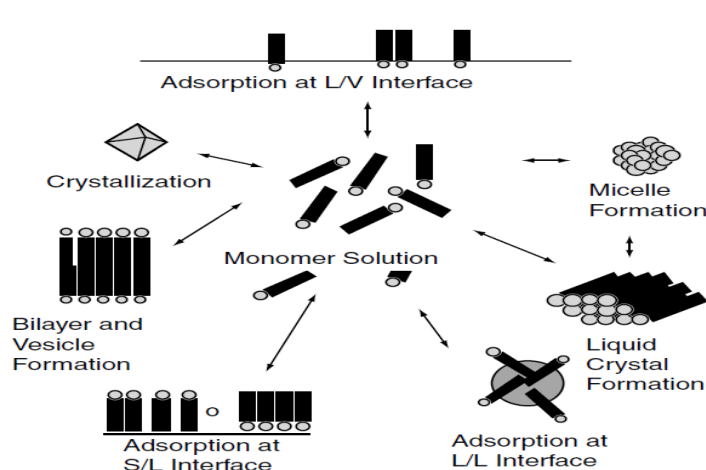 Adsorption at L/V Interface
Crystallization
Micelle
Formation
Monomer Solution
Bilayer and
Vesicle
Formation
Liquid
Crystal
Formation
o
Adsorption at
S/L Interface
Adsorption at
L/L Interface